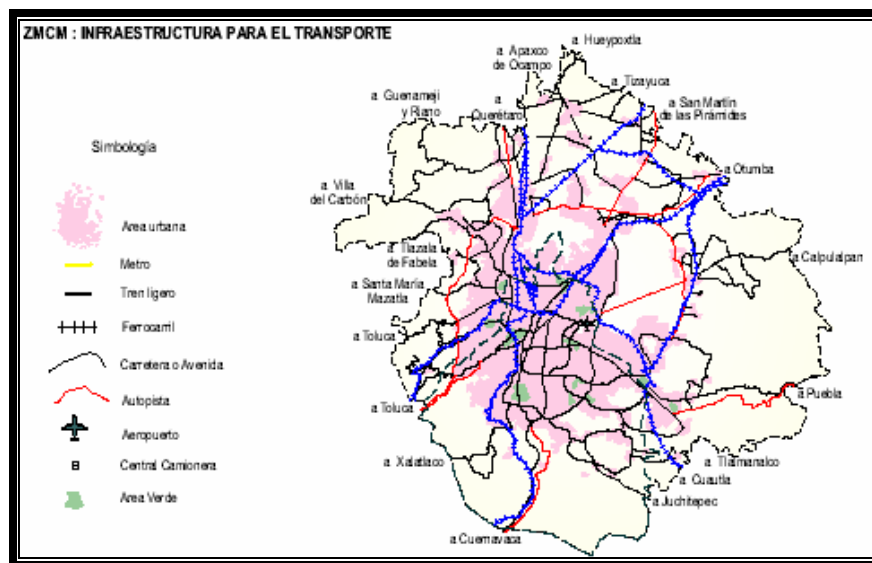 ZMCM : INFRAESTRUCTURA PARA EL TRANSPORTE
a Hueypoxtla
a Apaxco
de Ocampo
a Tizayuca
a Guenameji
y Riano
a
Querétaro
a San Martín
de las Pirámides
Simbología
a Otumba
a Villa
del Carbón
Area urbana
a Tlazala
de Fabela
a Calpulalpan
Metro
a Santa María
Mazatla
Tren ligero
Ferrocarril
a Toluca
Carretera o Avenida
a Puebla
Autopista
a Toluca
Aeropuerto
a Xalatlaco
a Tlalmanalco
Central Camionera
a Cuautla
Area Verde
a Juchitepec
a Cuernavaca